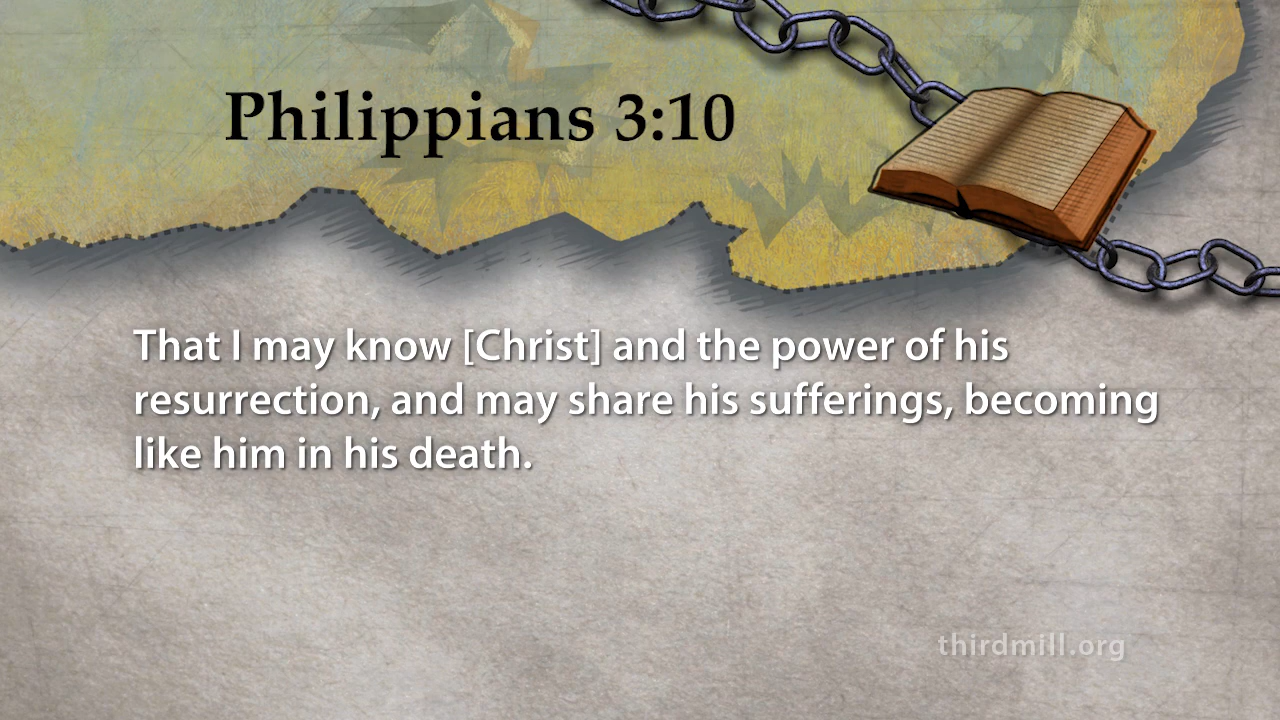 Philippians 3:10
That I may know [Christ] and the power of his
resurrection, and may share his sufferings, becoming
like him in his death.
thirdmill.org